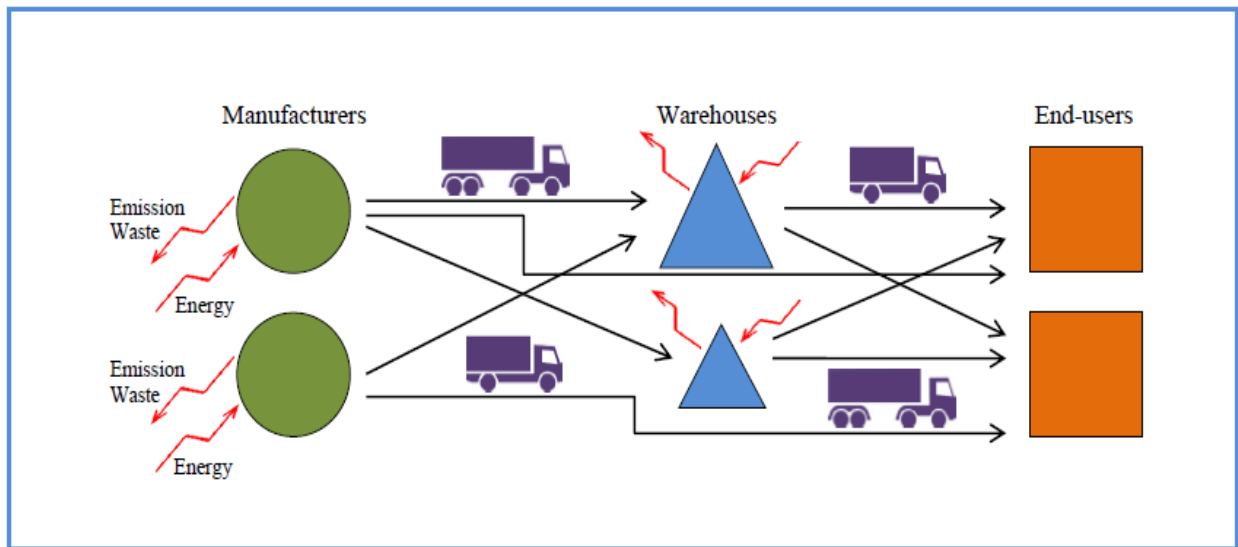 Manufacturers
Warehouses
End-users
Emission
Waste
Energy
Emission
Waste
Energy